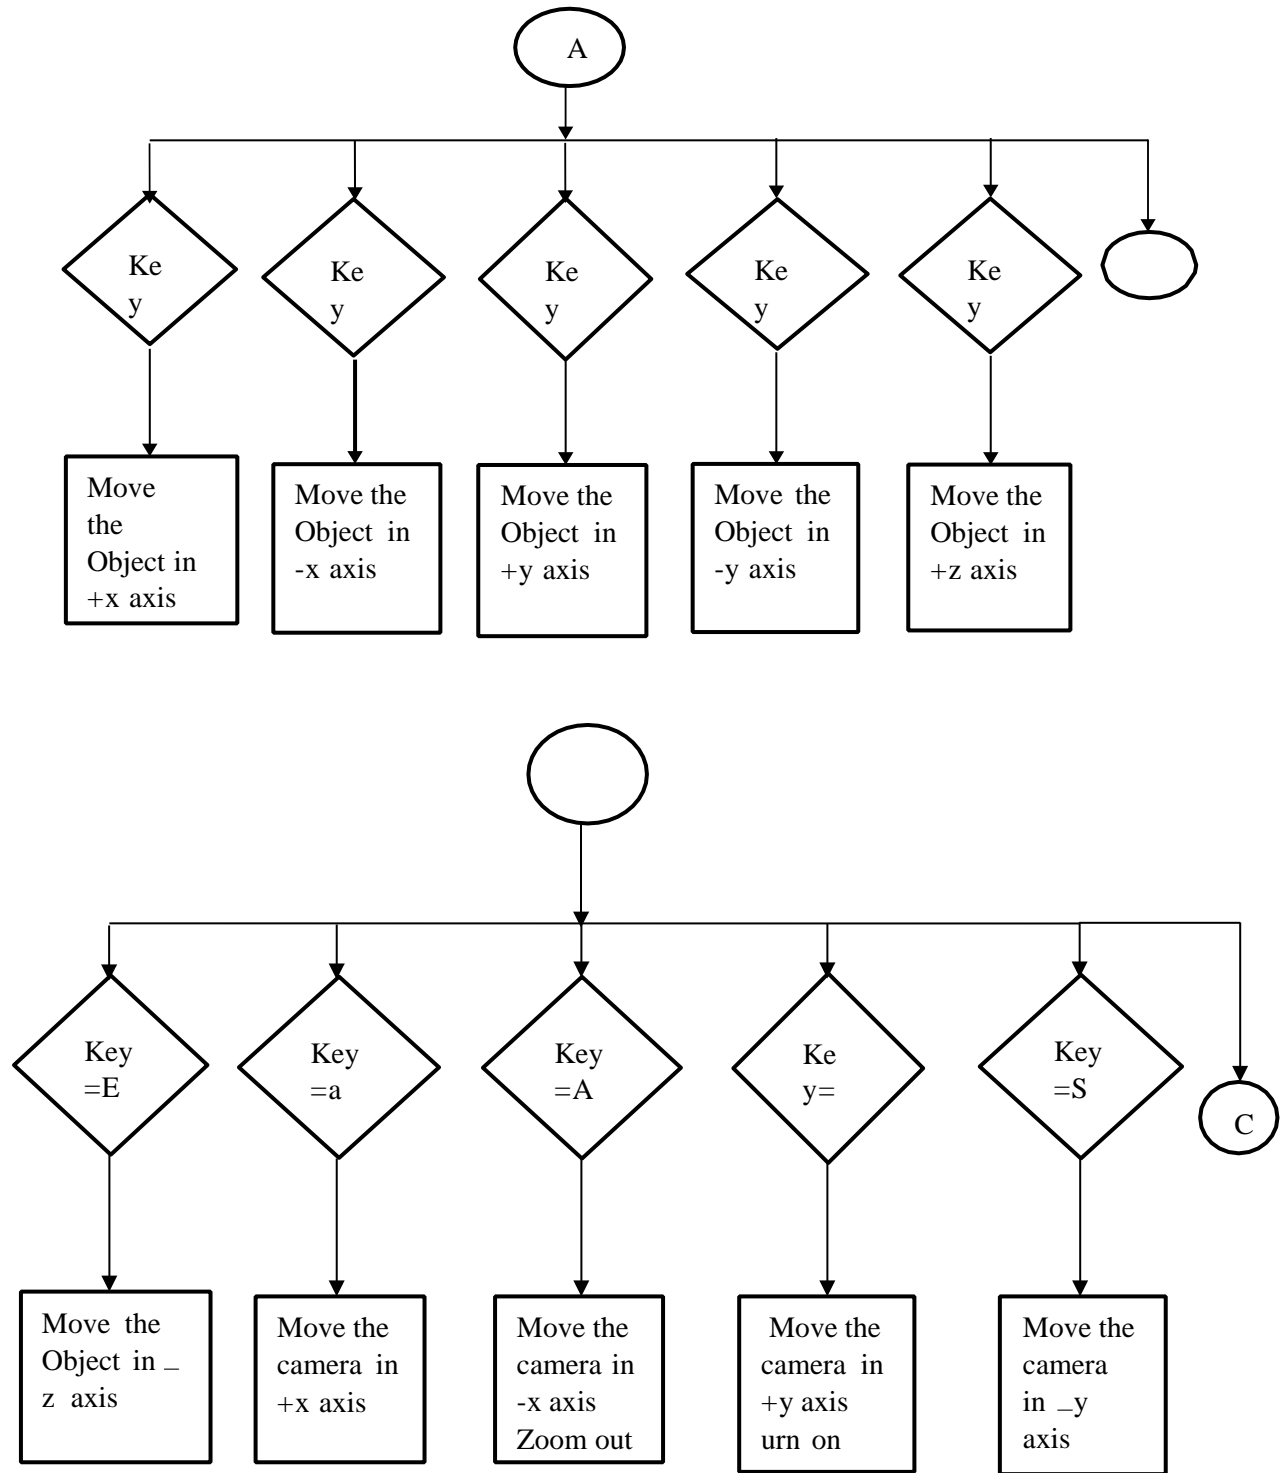 A
Ke
y
Ke
y
Ke
y
Ke
y
Ke
y
Move
the
Object in
+x axis
Move the
Object in
-x axis
Move the
Object in
+y axis
Move the
Object in
-y axis
Move the
Object in
+z axis
Key
=E
Key
=a
Key
=A
Ke
y=
Key
=S
C
Move the
Object in –
z axis
Move the
camera in
+x axis
Move the
camera in
-x axis
Zoom out
Move the
camera in
+y axis
urn on
Move the
camera
in –y
axis